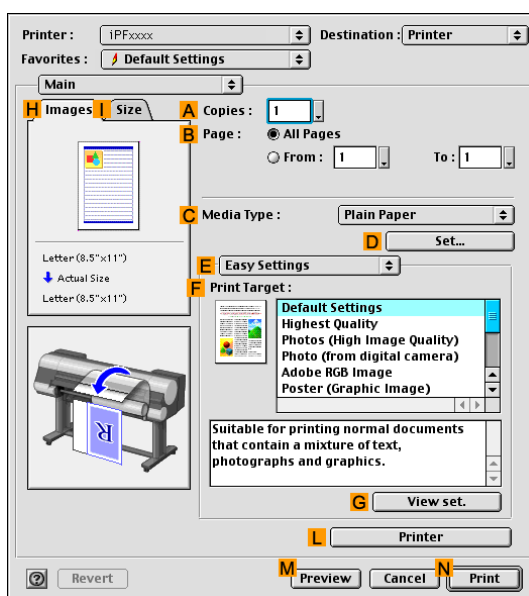 Printer : iPFxxxx Destination : Printer
Favorites : Default Settings
Main
H Images I Size
A Copies : 1
B Page : All Pages
From : 1 To : 1
C Media Type : Plain Paper
D Set...
Letter (8.5"x11")
Actual Size
Letter (8.5"x11")
E Easy Settings
F Print Target :
Default Settings
Highest Quality
Photos (High Image Quality)
Photo (from digital camera)
Adobe RGB Image
Poster (Graphic Image)
R
Suitable for printing normal documents
that contain a mixture of text,
photographs and graphics.
G View set.
L Printer
? Revert M Preview Cancel N Print